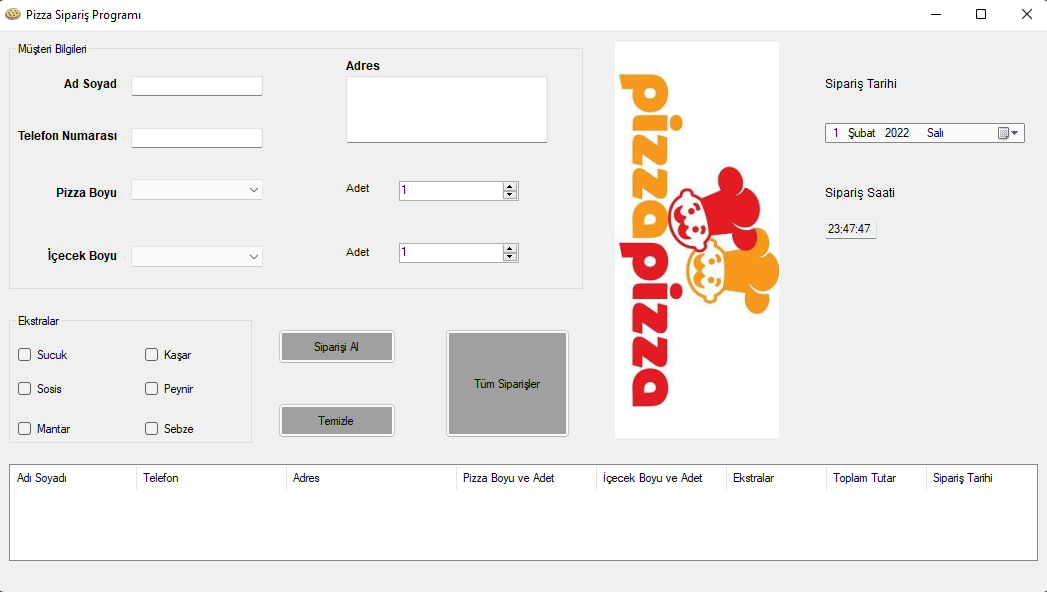 Pizza Sipariş Programı
Müşteri Bilgileri
Ad Soyad
Adres
Telefon Numarası
Pizza Boyu
Adet
1
İçecek Boyu
Adet
1
pizzapizza
Sipariş Tarihi
1 Şubat 2022 Salı
Sipariş Saati
23:47:47
Ekstralar
Sucuk
Kaşar
Sosis
Peynir
Mantar
Sebze
Siparişi Al
Temizle
Tüm Siparişler
Adı Soyadı Telefon Adres Pizza Boyu ve Adet İçecek Boyu ve Adet Ekstralar Toplam Tutar Sipariş Tarihi